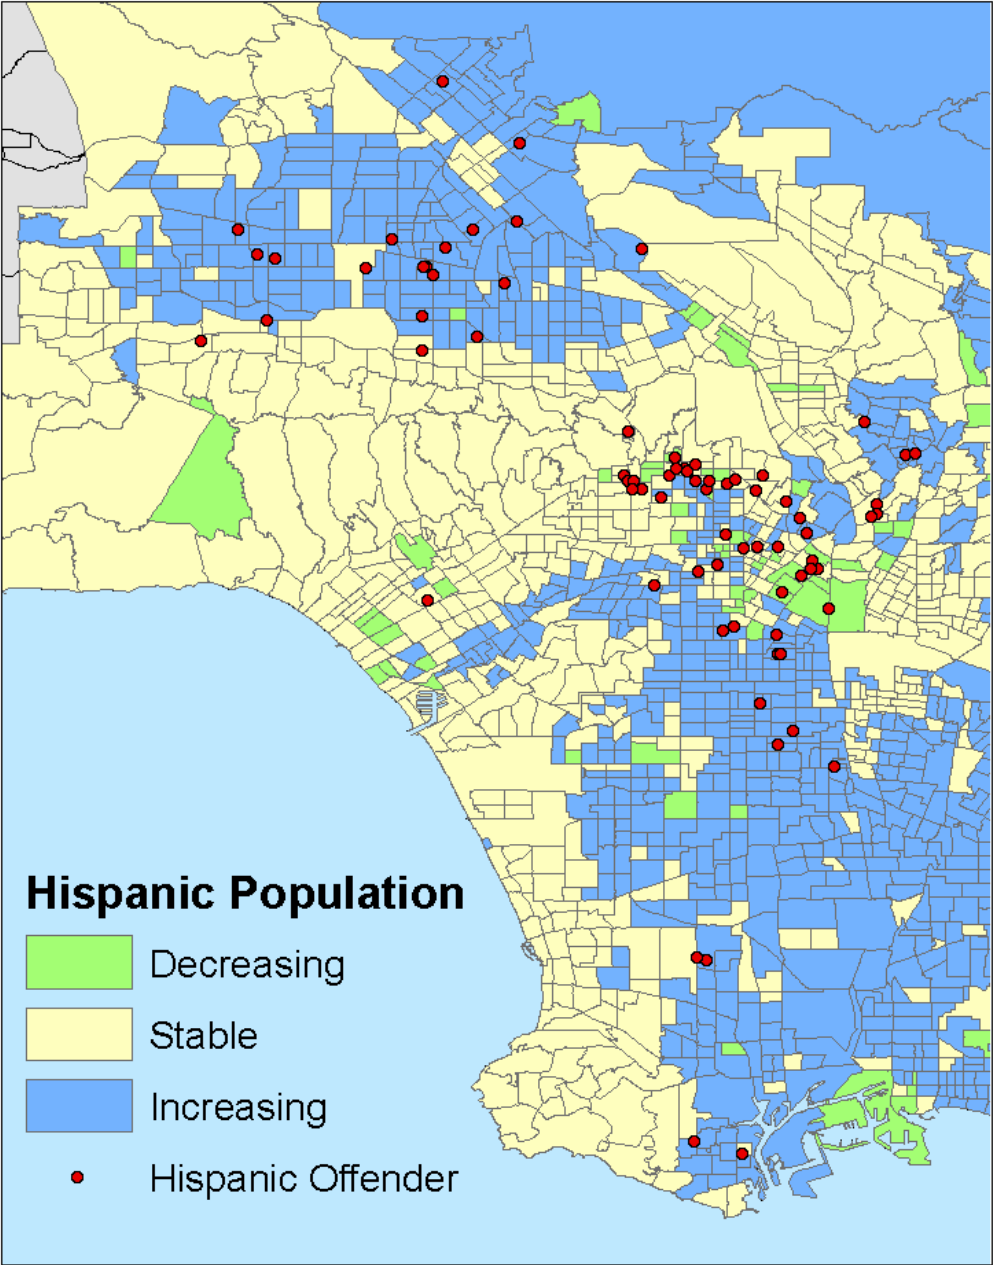 Hispanic Population
Decreasing
Stable
Increasing
Hispanic Offender